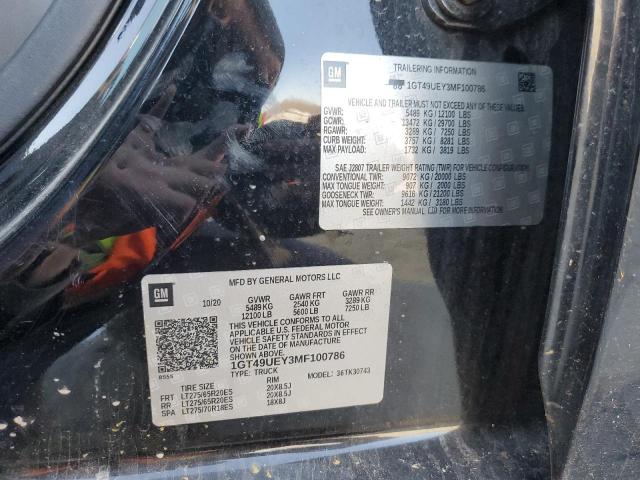 GM
TRAILERING INFORMATION
1GT49UEY3MF100786
VEHICLE AND TRAILER MUST NOT EXCEED ANY OF THESE VALUES
GVWR: 5489 KG / 12100 LBS
GCWR: 13472 KG / 29700 LBS
RGAWR: 3289 KG / 7250 LBS
CURB WEIGHT: 3757 KG / 8281 LBS
MAX PAYLOAD: 1732 KG / 3819 LBS
SAE J2807 TRAILER WEIGHT RATING (TWR) FOR VEHICLE CONFIGURATION
CONVENTIONAL TWR: 9072 KG / 20000 LBS
MAX TONGUE WEIGHT: 907 KG / 2000 LBS
GOOSENECK TWR: 9616 KG / 21200 LBS
MAX TONGUE WEIGHT: 1442 KG / 3180 LBS
SEE OWNER'S MANUAL FOR MORE INFORMATION.
GM
MFD BY GENERAL MOTORS LLC
10/20 GVWR GAWR FRT GAWR RR
5489 KG 2540 KG 3289 KG
12100 LB 5600 LB 7250 LB
THIS VEHICLE CONFORMS TO ALL
APPLICABLE U.S. FEDERAL MOTOR
VEHICLE SAFETY STANDARDS IN EFFECT
ON THE DATE OF MANUFACTURE
SHOWN ABOVE.
1GT49UEY3MF100786
TYPE: TRUCK MODEL: 36TK30743
TIRE SIZE RIM
FRT LT275/65R20ES 20X8.5J
RR LT275/65R20ES 20X8.5J
SPA LT275/70R18ES 18X8J